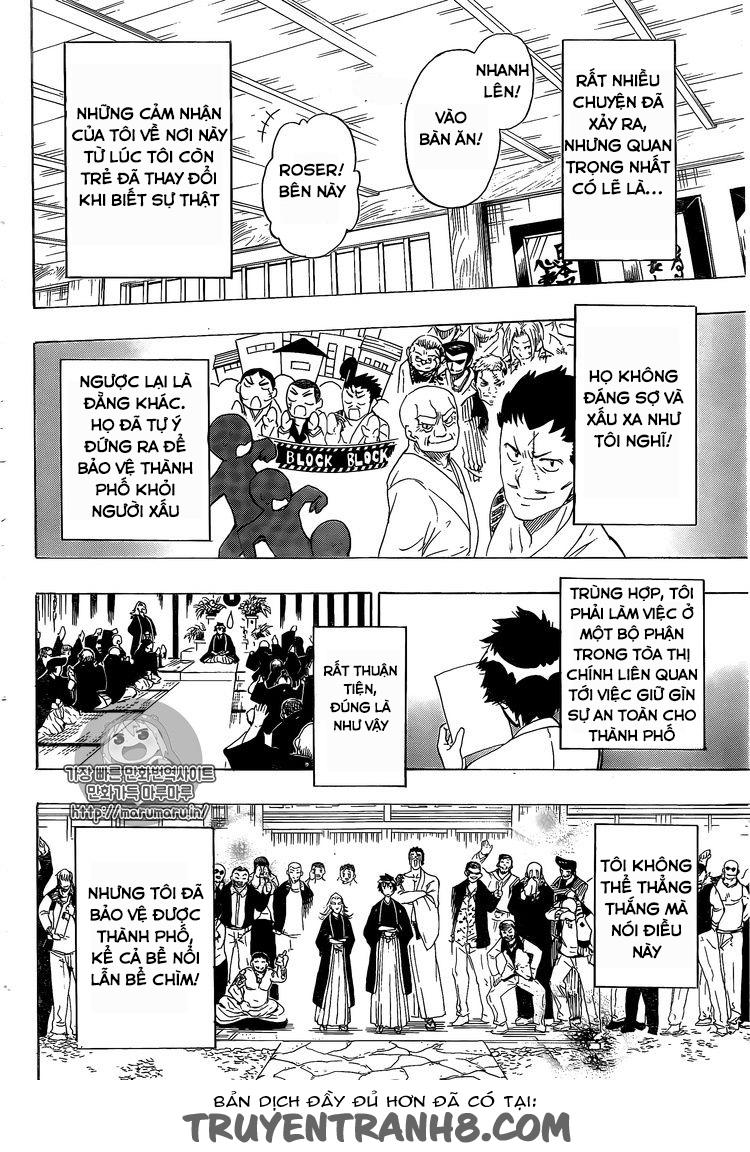 RẤT NHIỀU
CHUYỆN ĐÃ
XẢY RA,
NHƯNG QUAN
TRỌNG NHẤT
CÓ LẼ LÀ...
NHANH
LÊN!
VÀO
BÀN ĂN!
ROSER!
BÊN NÀY
NHỮNG CẢM NHẬN
CỦA TÔI VỀ NƠI NÀY
TỪ LÚC TÔI CÒN
TRẺ ĐÃ THAY ĐỔI
KHI BIẾT SỰ THẬT
HỌ KHÔNG
ĐÁNG SỢ VÀ
XẤU XA NHƯ
TÔI NGHĨ!
BLOCK BLOCK
NGƯỢC LẠI LÀ
ĐẰNG KHÁC.
HỌ ĐÃ TỰ Ý
ĐỨNG RA ĐỂ
BẢO VỆ THÀNH
PHỐ KHỎI
NGƯỜI XẤU
TRÙNG HỢP, TÔI
PHẢI LÀM VIỆC Ở
MỘT BỘ PHẬN
TRONG TÒA THỊ
CHÍNH LIÊN QUAN
TỚI VIỆC GIỮ GÌN
SỰ AN TOÀN CHO
THÀNH PHỐ
RẤT THUẬN
TIỆN,
ĐÚNG LÀ
NHƯ VẬY
가장 빠른 만화번역사이트
만화가득 마루마루
http://marumaru.in/
TÔI KHÔNG
THỂ THẲNG
THẮNG MÀ
NÓI ĐIỀU
NÀY
NHƯNG TÔI ĐÃ
BẢO VỆ ĐƯỢC
THÀNH PHỐ,
KỂ CẢ BỀ NỔI
LẪN BỀ CHÌM!
BẢN DỊCH ĐẦY ĐỦ HƠN ĐÃ CÓ TẠI:
TRUYENTRANH8.COM